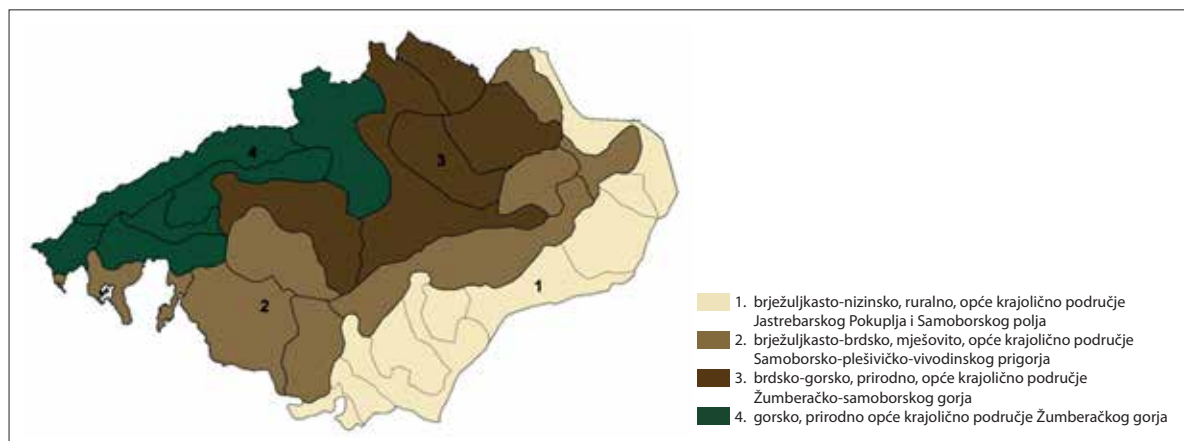 4
3
2
1
1. brježuljkasto-nizinsko, ruralno, opće krajolično područje
Jastrebarskog Pokuplja i Samoborskog polja
2. brježuljkasto-brdsko, mješovito, opće krajolično područje
Samoborsko-plešivičko-vivodinskog prigorja
3. brdsko-gorsko, prirodno, opće krajolično područje
Žumberačko-samoborskog gorja
4. gorsko, prirodno opće krajolično područje Žumberačkog gorja